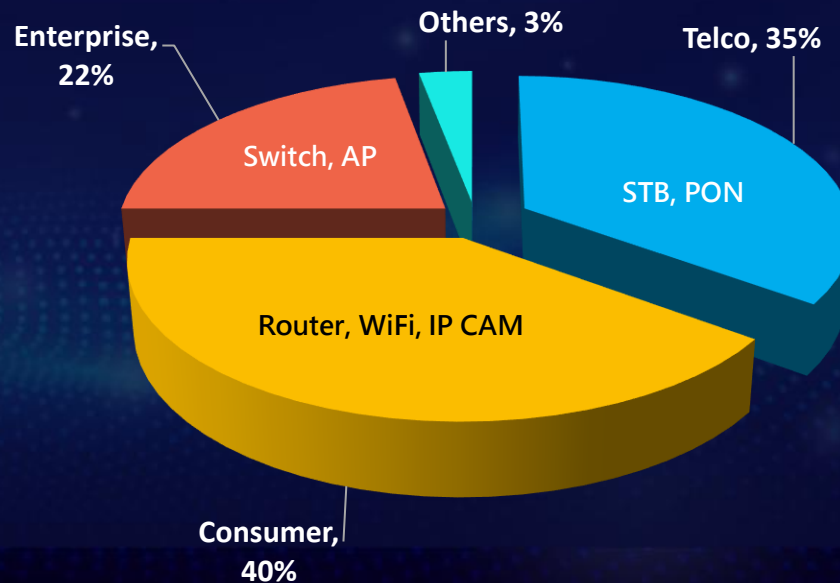 Others, 3%
Enterprise,
22%
Telco, 35%
Switch, AP
STB, PON
Router, WiFi, IP CAM
Consumer,
40%